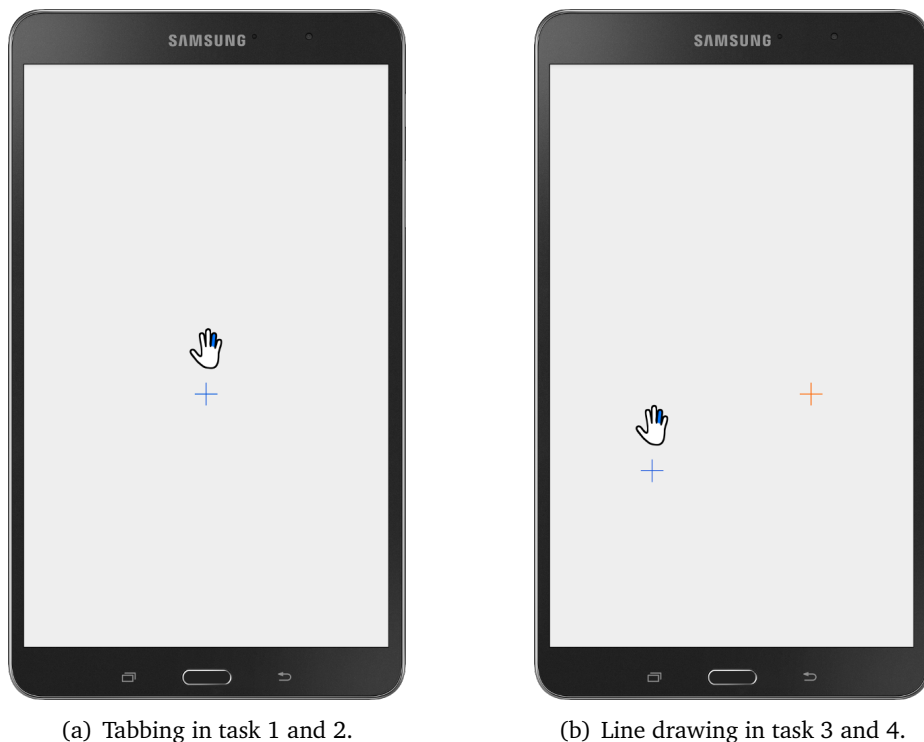 SAMSUNG
SAMSUNG
(a) Tabbing in task 1 and 2.
(b) Line drawing in task 3 and 4.